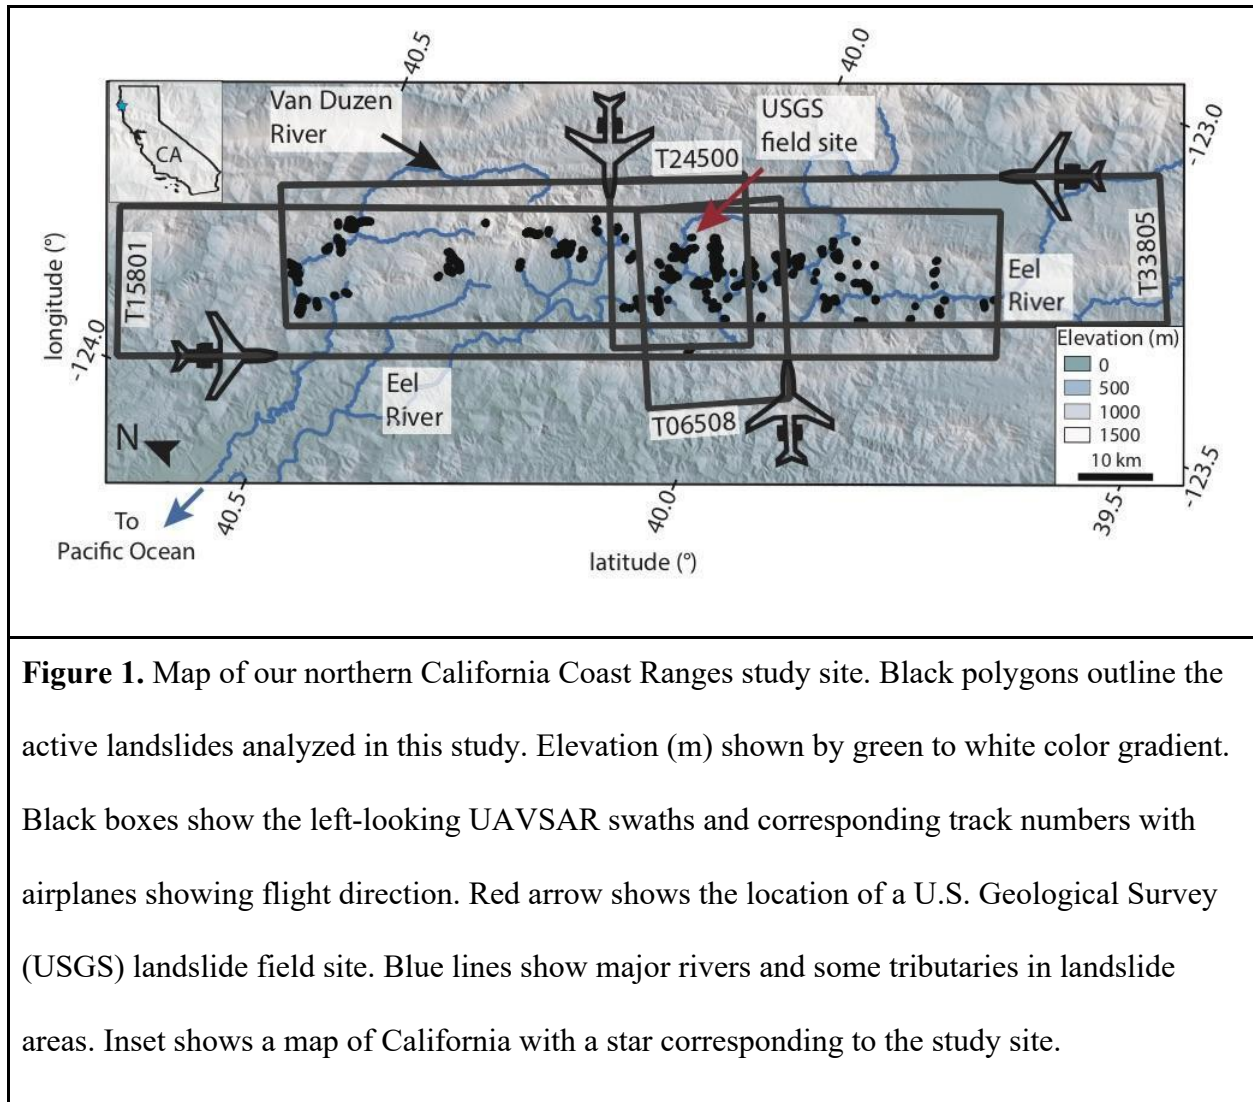 40.5
40.0
Van Duzen
River
USGS
field site
CA
T24500
-123.0
longitude (°)
T15801
T33805
Eel
River
-124.0
Elevation (m)
0
500
1000
1500
10 km
Eel
River
T06508
N
To
Pacific Ocean
40.5
40.0
39.5
-123.5
latitude (°)
Figure 1. Map of our northern California Coast Ranges study site. Black polygons outline the
active landslides analyzed in this study. Elevation (m) shown by green to white color gradient.
Black boxes show the left-looking UAVSAR swaths and corresponding track numbers with
airplanes showing flight direction. Red arrow shows the location of a U.S. Geological Survey
(USGS) landslide field site. Blue lines show major rivers and some tributaries in landslide
areas. Inset shows a map of California with a star corresponding to the study site.